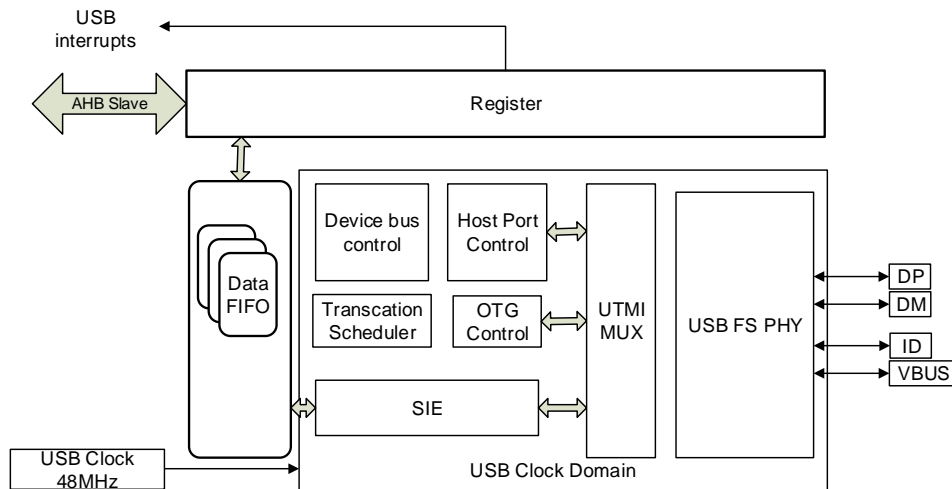 USB
interrupts
AHB Slave
Register
Device bus
control
Host Port
Control
Data
FIFO
Transcation
Scheduler
OTG
Control
UTMI
MUX
USB FS PHY
DP
DM
ID
VBUS
SIE
USB Clock
48MHz
USB Clock Domain